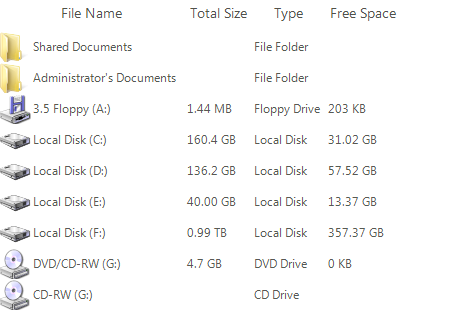 File Name Total Size Type Free Space
Shared Documents File Folder
Administrator's Documents File Folder
3.5 Floppy (A:) 1.44 MB Floppy Drive 203 KB
Local Disk (C:) 160.4 GB Local Disk 31.02 GB
Local Disk (D:) 136.2 GB Local Disk 57.52 GB
Local Disk (E:) 40.00 GB Local Disk 13.37 GB
Local Disk (F:) 0.99 TB Local Disk 357.37 GB
DVD/CD-RW (G:) 4.7 GB DVD Drive 0 KB
CD-RW (G:) CD Drive